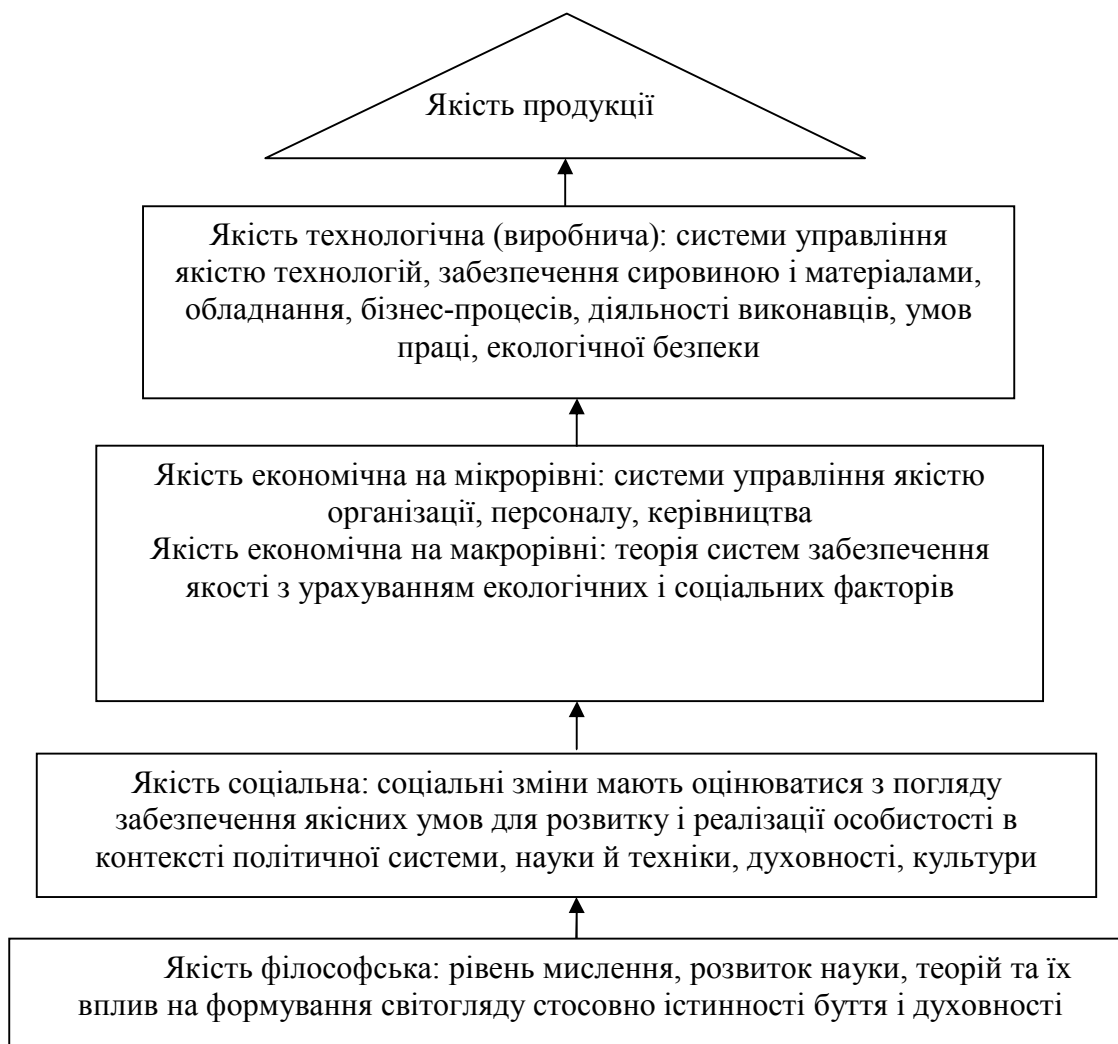 Якість продукції
Якість технологічна (виробнича): системи управління
якістю технологій, забезпечення сировиною і матеріалами,
обладнання, бізнес-процесів, діяльності виконавців, умов
праці, екологічної безпеки
Якість економічна на мікрорівні: системи управління якістю
організації, персоналу, керівництва
Якість економічна на макрорівні: теорія систем забезпечення
якості з урахуванням екологічних і соціальних факторів
Якість соціальна: соціальні зміни мають оцінюватися з погляду
забезпечення якісних умов для розвитку і реалізації особистості в
контексті політичної системи, науки й техніки, духовності, культури
Якість філософська: рівень мислення, розвиток науки, теорій та їх
вплив на формування світогляду стосовно істинності буття і духовності